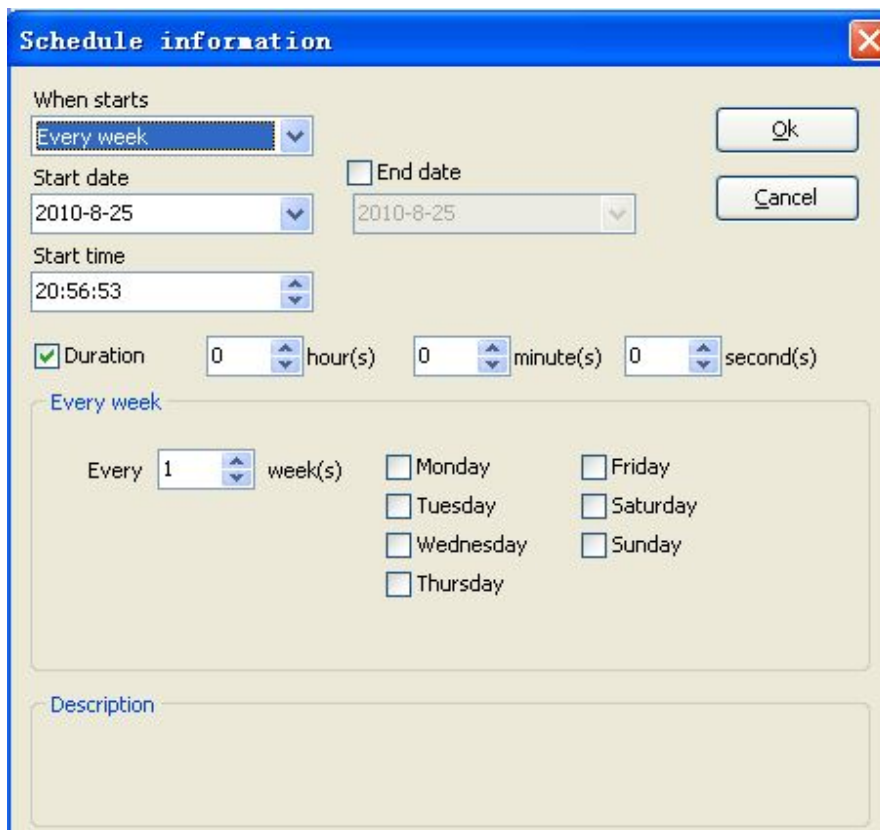 Schedule information
When starts
Every week
Ok
Start date
End date
2010-8-25
2010-8-25
Cancel
Start time
20:56:53
Duration 0 hour(s) 0 minute(s) 0 second(s)
Every week
Every 1 week(s)
Monday
Friday
Tuesday
Saturday
Wednesday
Sunday
Thursday
Description